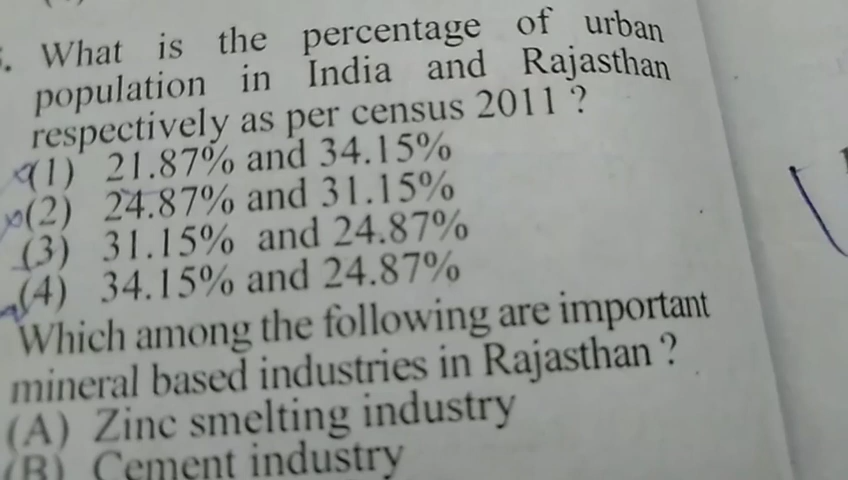 . What is the percentage of urban
population in India and Rajasthan
respectively as per census 2011 ?
(1) 21.87% and 34.15%
(2) 24.87% and 31.15%
(3) 31.15% and 24.87%
(4) 34.15% and 24.87%
Which among the following are important
mineral based industries in Rajasthan ?
(A) Zinc smelting industry
(B) Cement industry